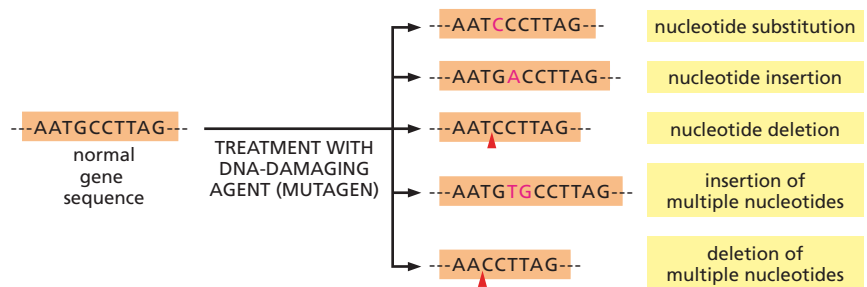 ---AATGCCTTAG---
normal
gene
sequence
TREATMENT WITH
DNA-DAMAGING
AGENT (MUTAGEN)
---AATCCCTTAG---
nucleotide substitution
---AATGACCTTAG---
nucleotide insertion
---AATCCTTAG---
nucleotide deletion
---AATGTGCCTTAG---
insertion of
multiple nucleotides
---AACCTTAG---
deletion of
multiple nucleotides